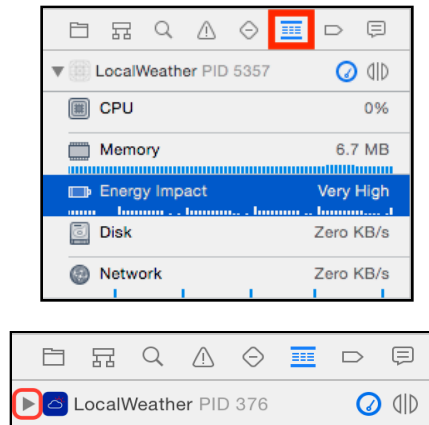 LocalWeather PID 5357
CPU 0%
Memory 6.7 MB
Energy Impact Very High
Disk Zero KB/s
Network Zero KB/s
LocalWeather PID 376